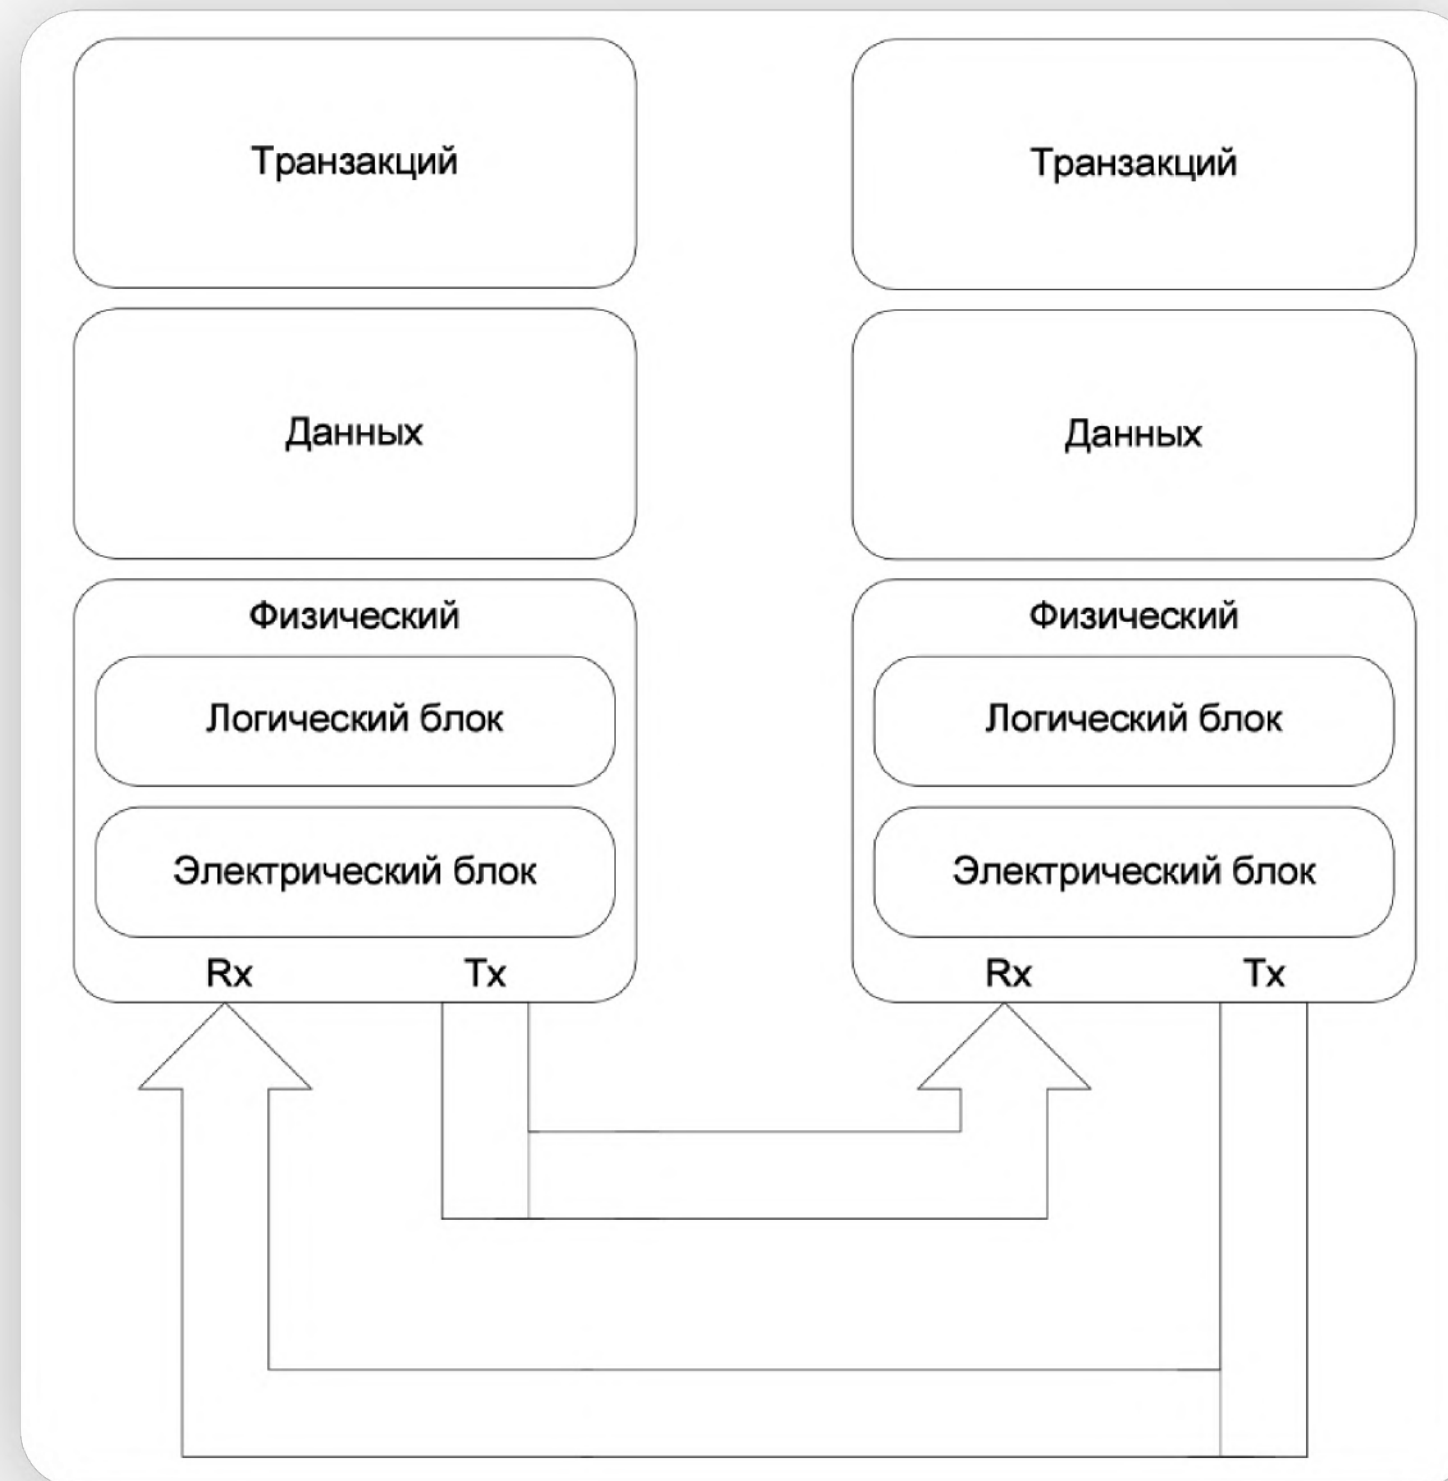 Транзакций
Транзакций
Данных
Данных
Физический
Физический
Логический блок
Логический блок
Электрический блок
Электрический блок
Rx Tx
Rx Tx